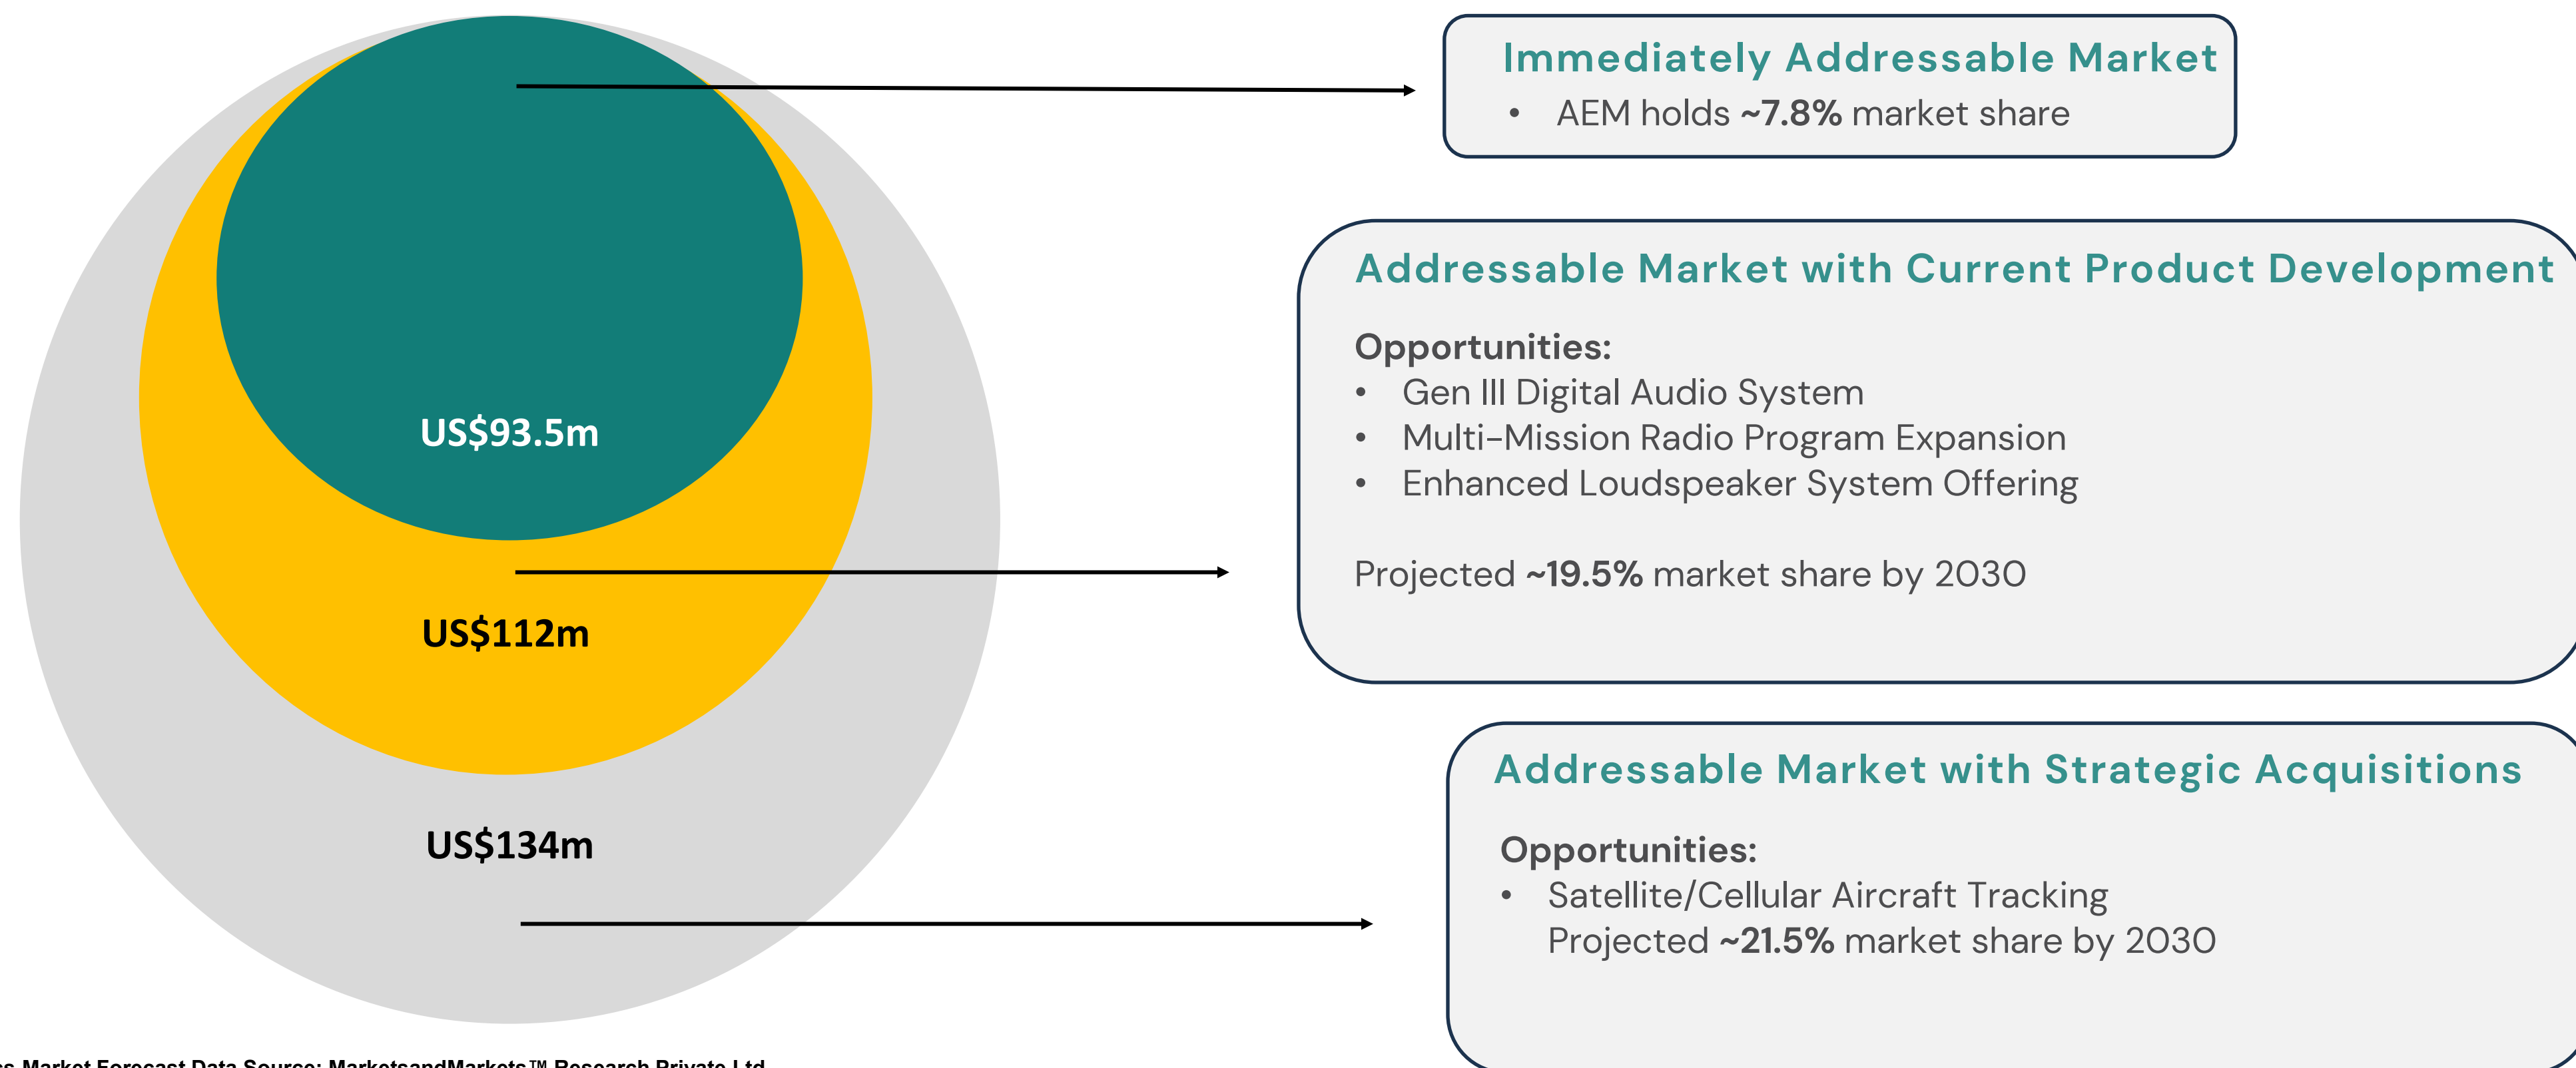 US$93.5m
US$112m
US$134m
Immediately Addressable Market
• AEM holds ~7.8% market share
Addressable Market with Current Product Development
Opportunities:
• Gen III Digital Audio System
• Multi-Mission Radio Program Expansion
• Enhanced Loudspeaker System Offering
Projected ~19.5% market share by 2030
Addressable Market with Strategic Acquisitions
Opportunities:
• Satellite/Cellular Aircraft Tracking
Projected ~21.5% market share by 2030
Market Forecast Data Source: MarketsandMarkets™ Research Private Ltd